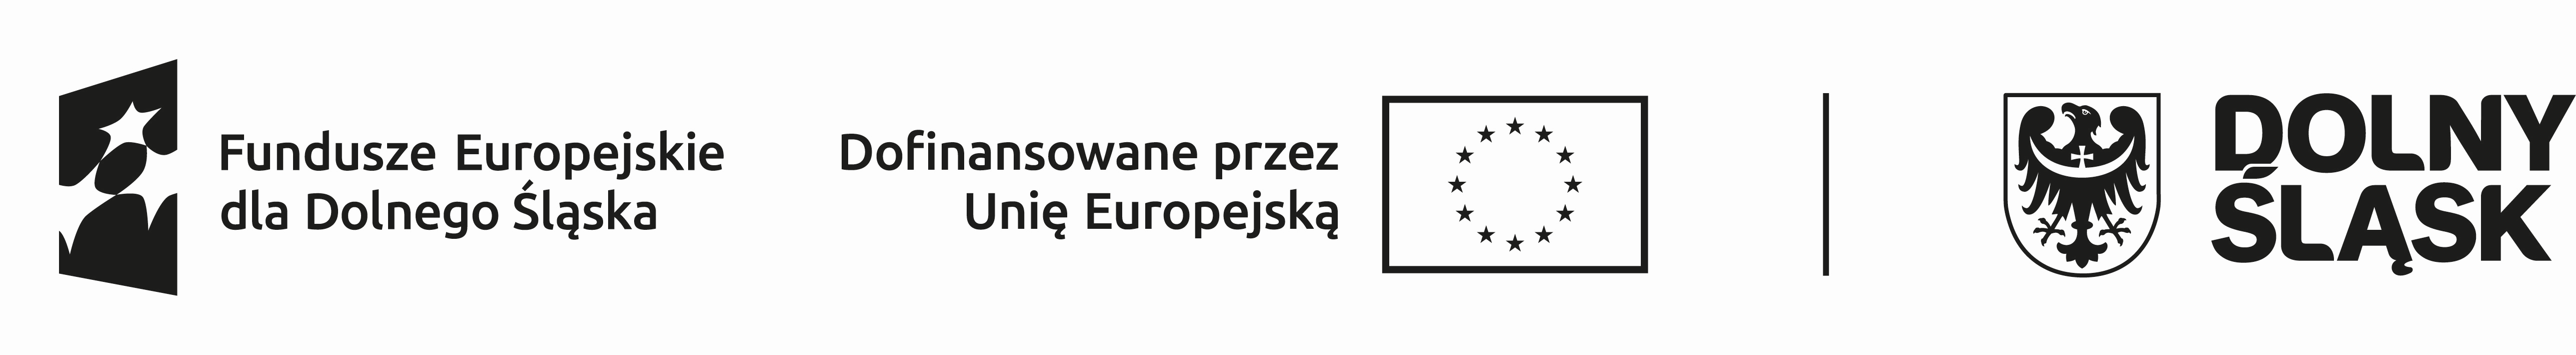 Fundusze Europejskie
dla Dolnego Śląska
Dofinansowane przez
Unię Europejską
DOLNY
ŚLĄSK